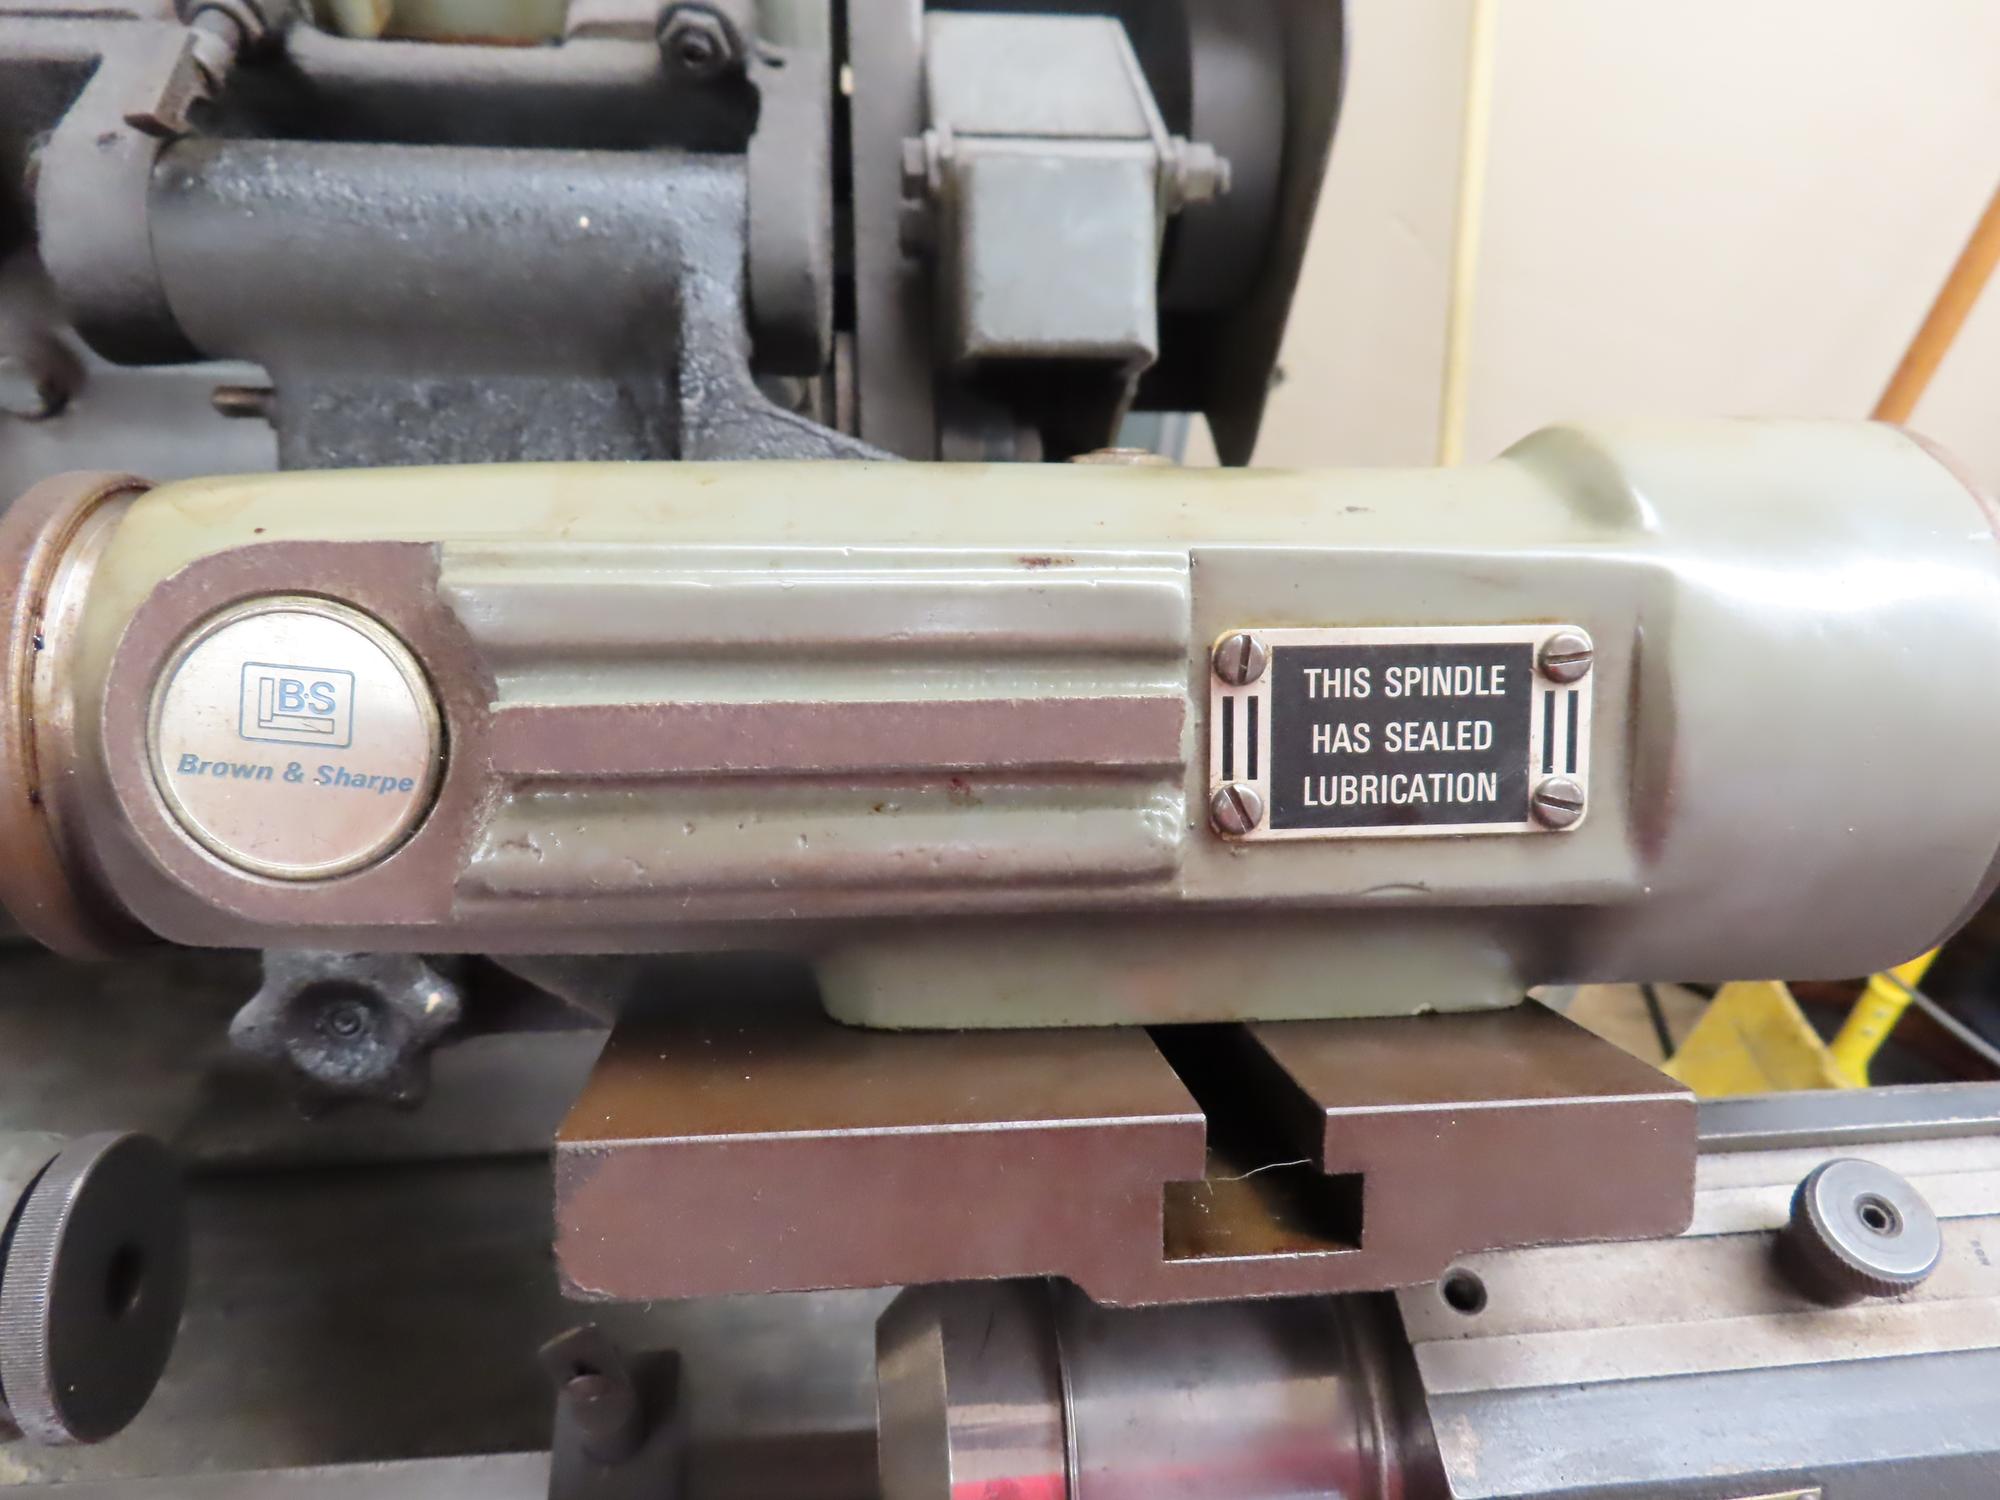 B·S
Brown & Sharpe
THIS SPINDLE
HAS SEALED
LUBRICATION